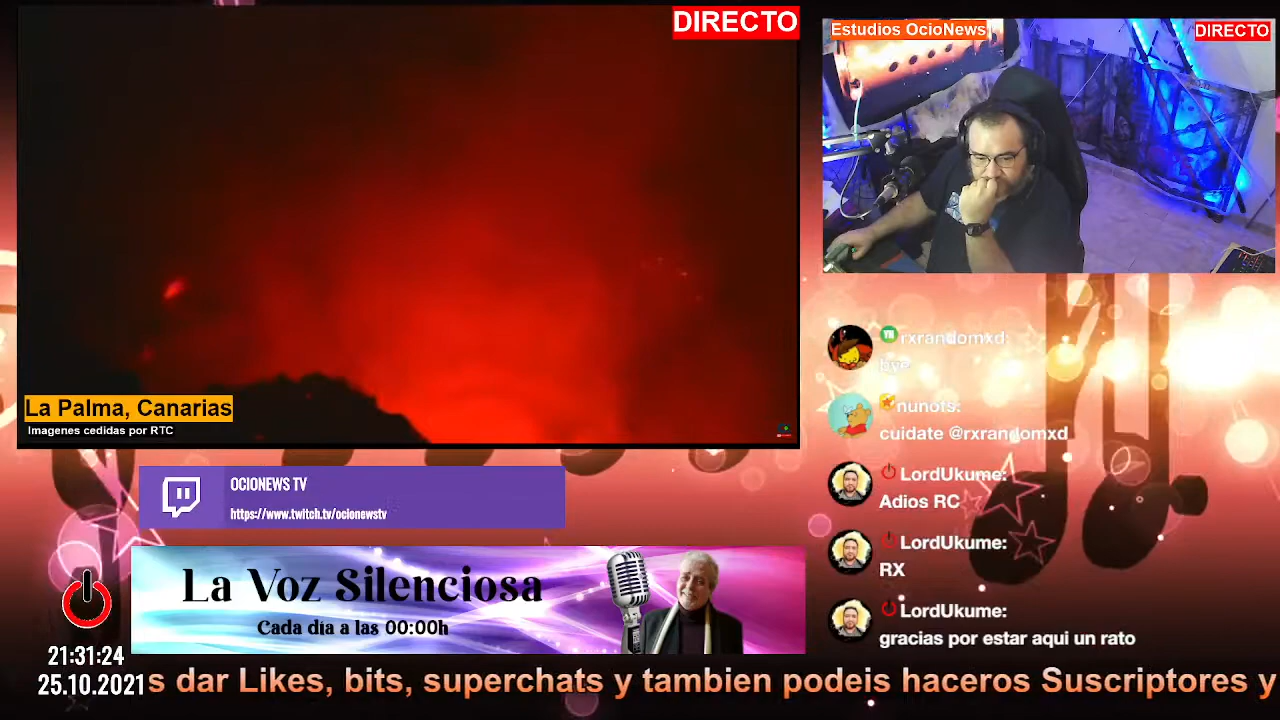 DIRECTO
La Palma, Canarias
Imagenes cedidas por RTC
Estudios OcioNews
DIRECTO
rxrandomxd:
bye
nunots:
cuidate @rxrandomxd
LordUkume:
Adios RC
LordUkume:
RX
LordUkume:
gracias por estar aqui un rato
OCIONEWS TV
https://www.twitch.tv/ocionewstv
La Voz Silenciosa
Cada día a las 00:00h
21:31:24
25.10.2021
s dar Likes, bits, superchats y tambien podeis haceros Suscriptores y